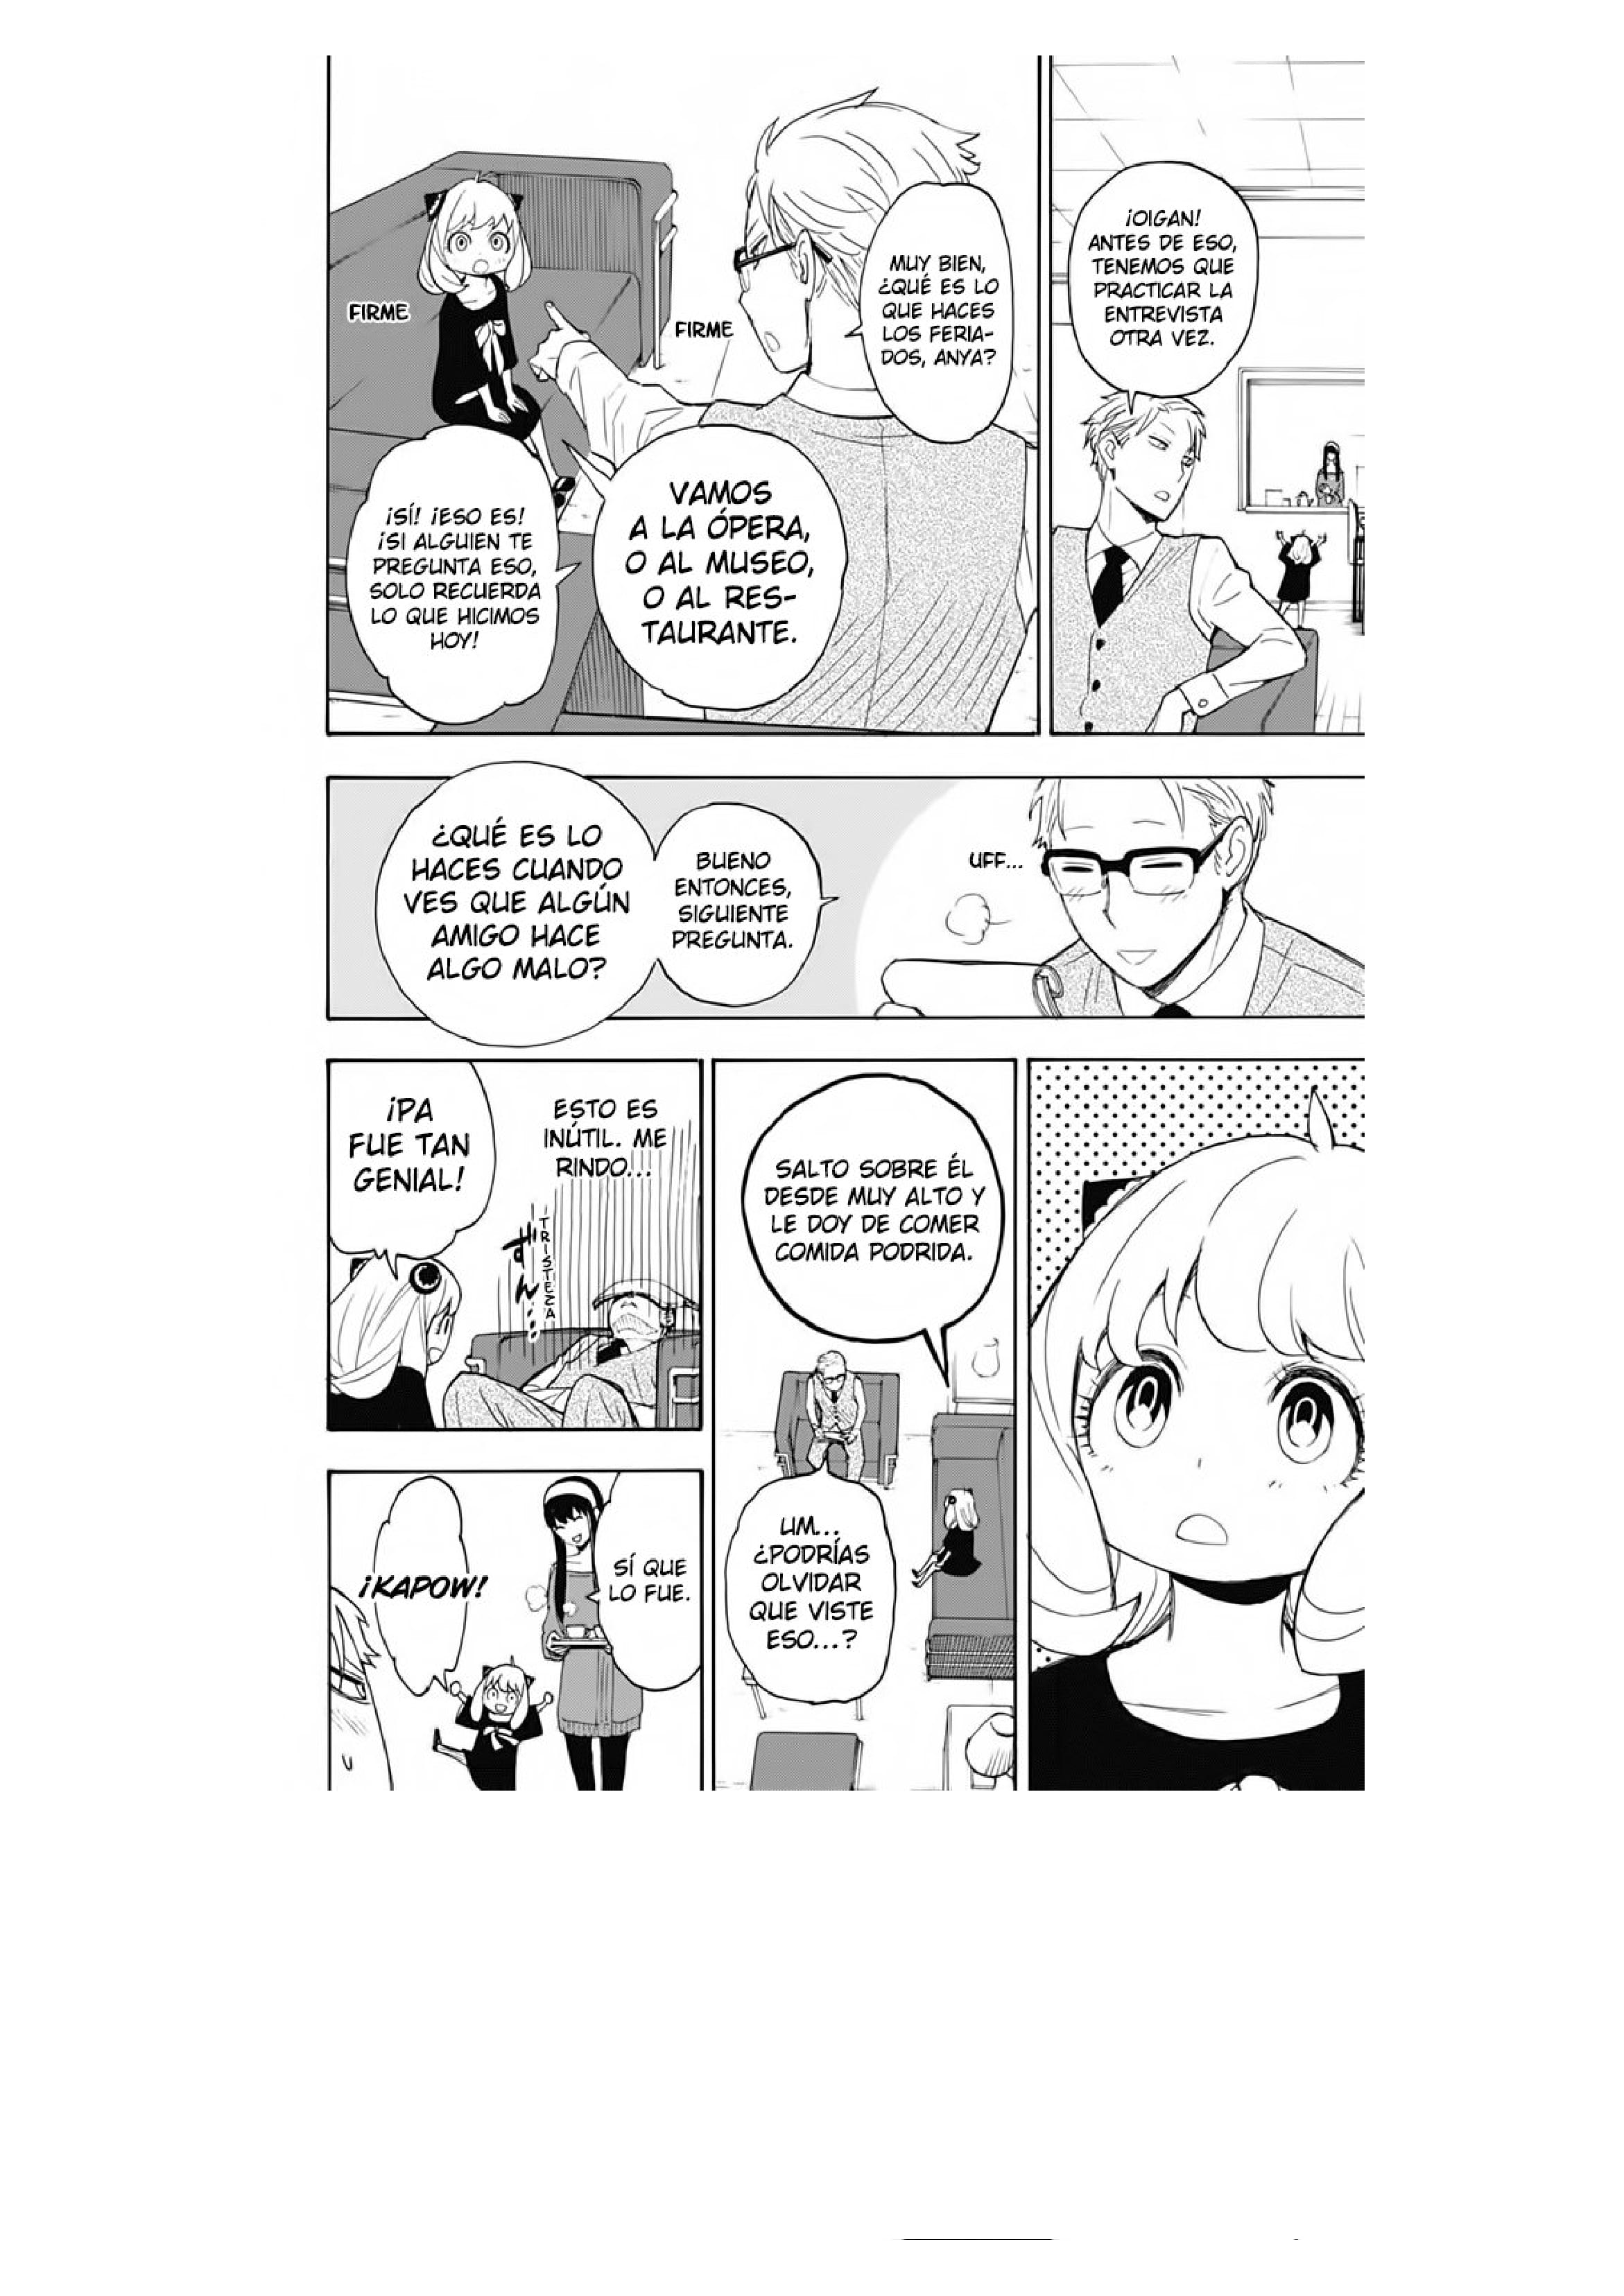 ¡OIGAN!
ANTES DE ESO,
TENEMOS QUE
PRACTICAR LA
ENTREVISTA
OTRA VEZ.
MUY BIEN,
¿QUÉ ES LO
QUE HACES
LOS FERIA-
DOS, ANYA?
FIRME
FIRME
VAMOS
A LA ÓPERA,
O AL MUSEO,
O AL RES-
TAURANTE.
¡SÍ! ¡ESO ES!
¡SI ALGUIEN TE
PREGUNTA ESO,
SOLO RECUERDA
LO QUE HICIMOS
HOY!
UFF...
BUENO
ENTONCES,
SIGUIENTE
PREGUNTA.
¿QUÉ ES LO
HACES CUANDO
VES QUE ALGÚN
AMIGO HACE
ALGO MALO?
SALTO SOBRE ÉL
DESDE MUY ALTO Y
LE DOY DE COMER
COMIDA PODRIDA.
UM...
¿PODRÍAS
OLVIDAR
QUE VISTE
ESO...?
ESTO ES
INÚTIL. ME
RINDO...
TRISTEZA
ずん…
¡PA
FUE TAN
GENIAL!
SÍ QUE
LO FUE.
¡KAPOW!